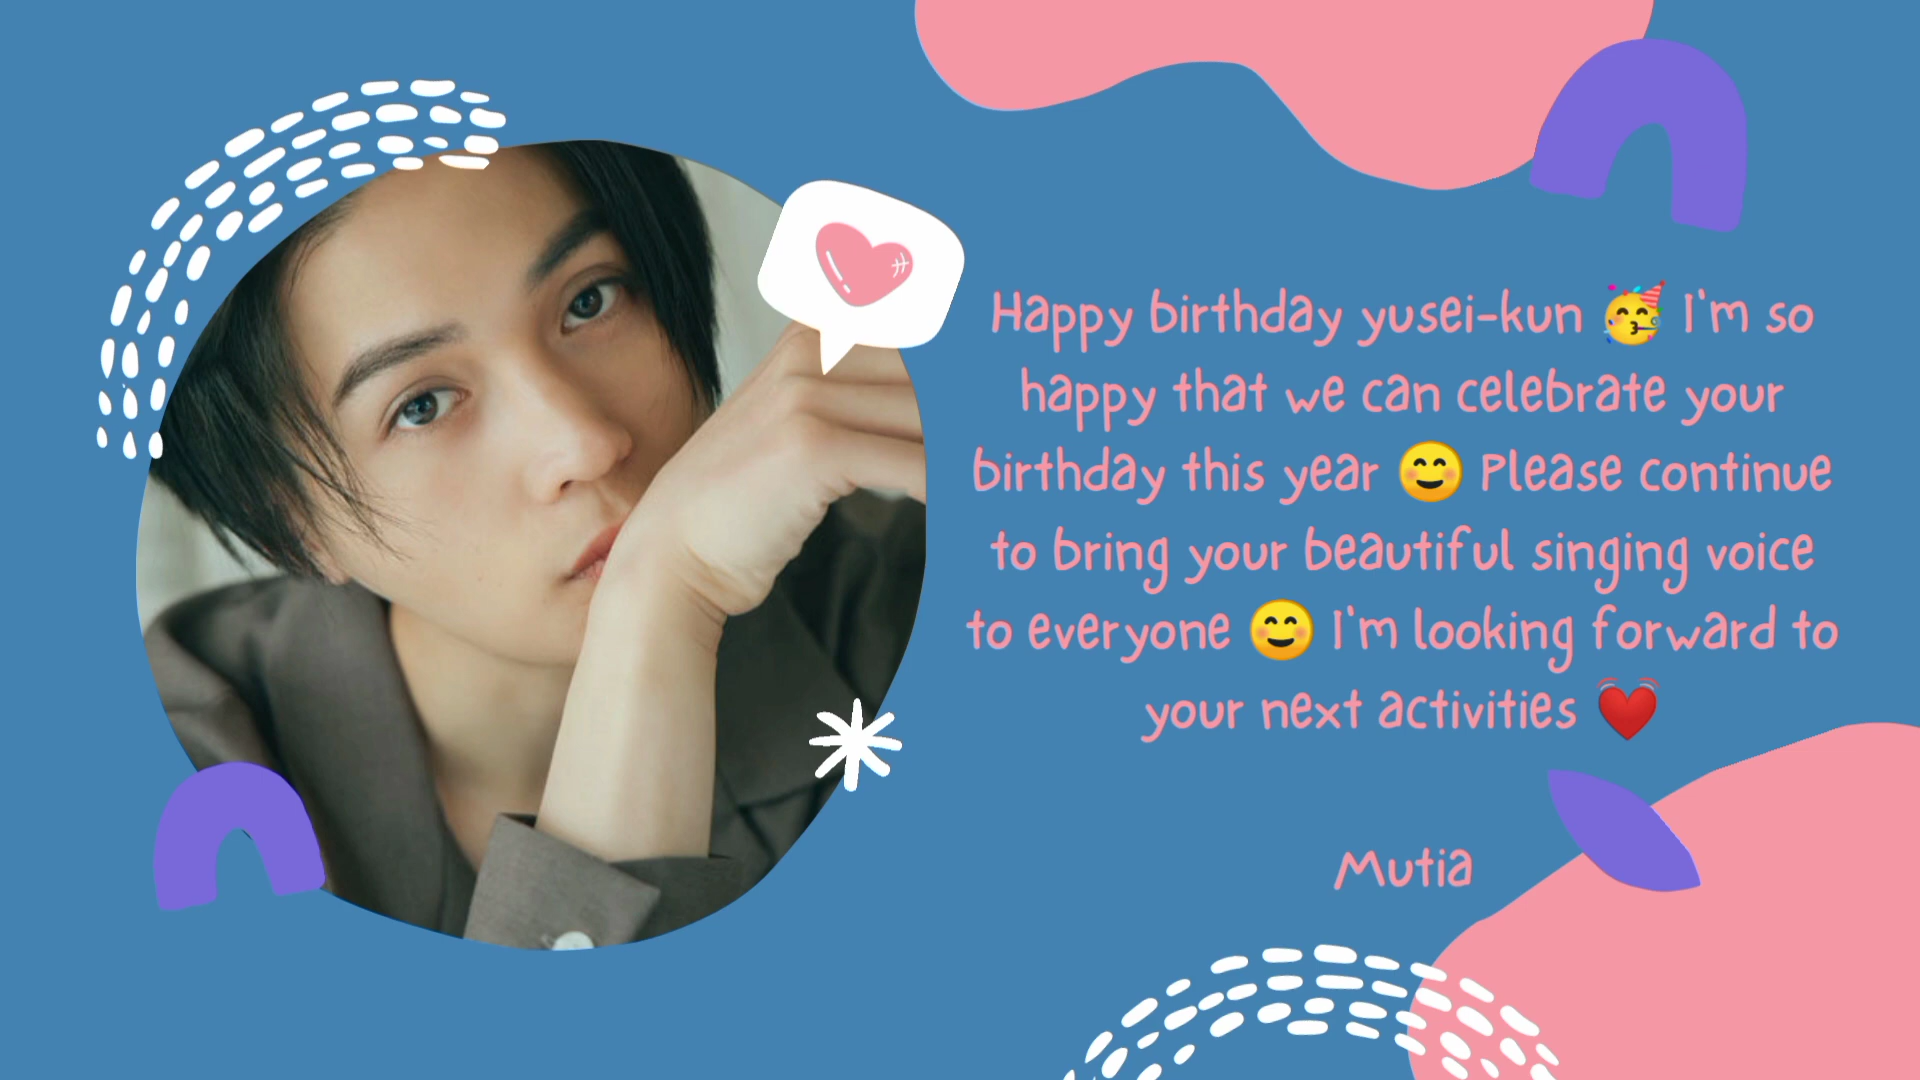 Happy birthday yusei-kun 🥳 I'm so
happy that we can celebrate your
birthday this year 😊 Please continue
to bring your beautiful singing voice
to everyone 😊 I'm looking forward to
your next activities 💓
Mutia